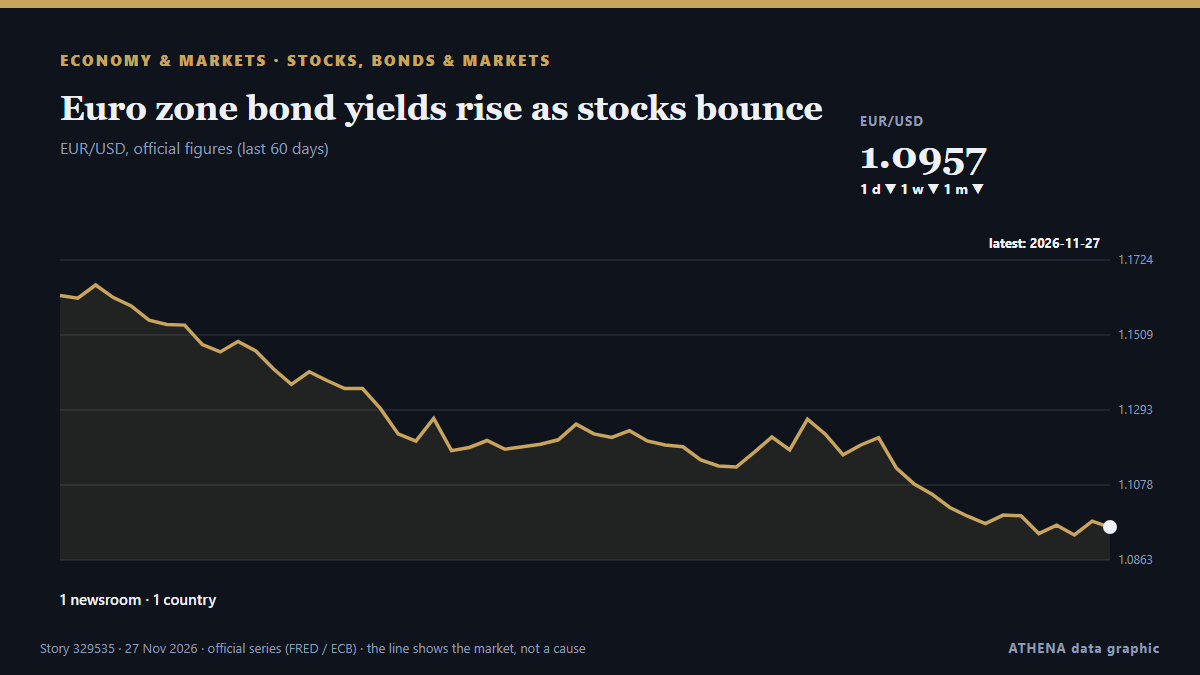 ECONOMY & MARKETS · STOCKS, BONDS & MARKETS
Euro zone bond yields rise as stocks bounce
EUR/USD, official figures (last 60 days)
EUR/USD
1.0957
1 d ▼ 1 w ▼ 1 m ▼
latest: 2026-11-27
1.1724
1.1509
1.1293
1.1078
1.0863
1 newsroom · 1 country
Story 329535 · 27 Nov 2026 · official series (FRED / ECB) · the line shows the market, not a cause
ATHENA data graphic